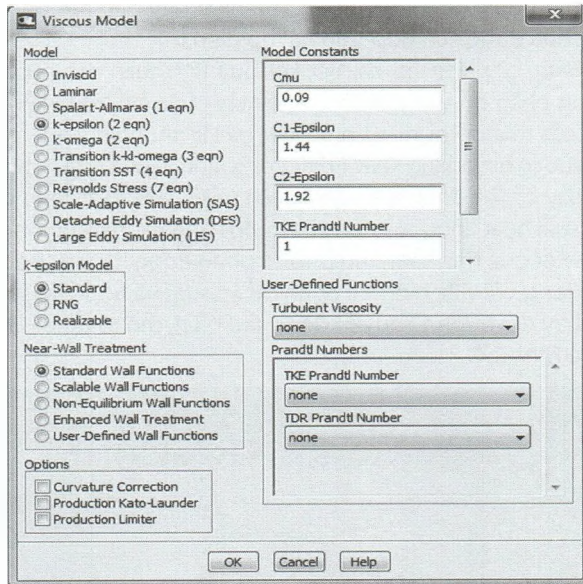 Viscous Model
Model
Inviscid
Laminar
Spalart-Allmaras (1 eqn)
k-epsilon (2 eqn)
k-omega (2 eqn)
Transition k-kl-omega (3 eqn)
Transition SST (4 eqn)
Reynolds Stress (7 eqn)
Scale-Adaptive Simulation (SAS)
Detached Eddy Simulation (DES)
Large Eddy Simulation (LES)
k-epsilon Model
Standard
RNG
Realizable
Near-Wall Treatment
Standard Wall Functions
Scalable Wall Functions
Non-Equilibrium Wall Functions
Enhanced Wall Treatment
User-Defined Wall Functions
Options
Curvature Correction
Production Kato-Launder
Production Limiter
Model Constants
Cmu
0.09
C1-Epsilon
1.44
C2-Epsilon
1.92
TKE Prandtl Number
1
User-Defined Functions
Turbulent Viscosity
none
Prandtl Numbers
TKE Prandtl Number
none
TDR Prandtl Number
none
OK
Cancel
Help